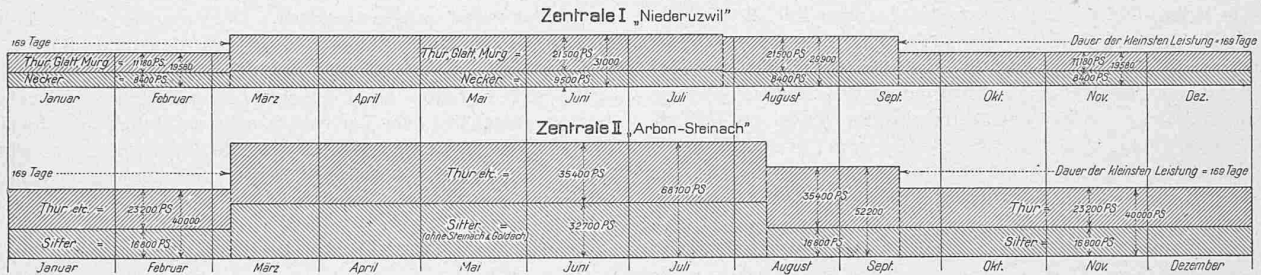 Zentrale I „Niederuzwil"
169 Tage
Dauer der kleinsten Leistung = 169 Tage
Thur, Glatt, Murg = 11180 PS 19580
Thur, Glatt, Murg = 21500 PS 31000
21500 PS 29900
11180 PS 19580
Necker = 8400 PS
Necker = 9500 PS
8400 PS
8400 PS
Januar Februar März April Mai Juni Juli August Sept. Okt. Nov. Dez.
Zentrale II „Arbon-Steinach"
169 Tage
Dauer der kleinsten Leistung = 169 Tage
Thur etc. = 35400 PS 68100
35400 PS 52200
Thur etc. = 23200 PS 40000
Thur = 23200 PS 40000
Sitter = 32700 PS
(ohne Steinach & Goldach)
Sitter = 16800 PS
16800 PS
Sitter = 16800 PS
Januar Februar März April Mai Juni Juli August Sept. Okt. Nov. Dezember